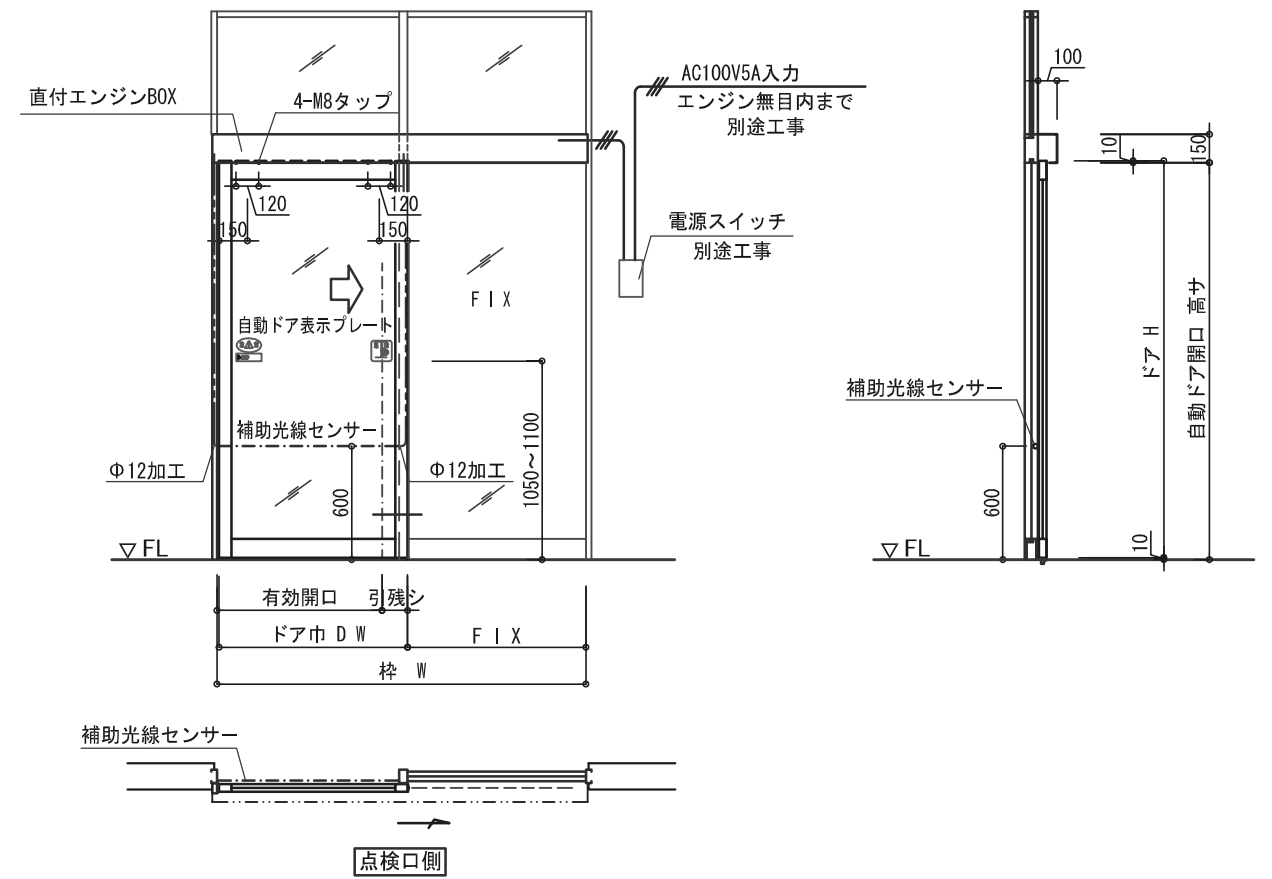 直付エンジンBOX
4-M8タップ
AC100V5A入力
エンジン無目内まで
別途工事
120
120
150
150
電源スイッチ
別途工事
FIX
自動ドア表示プレート
補助光線センサー
Φ12加工
Φ12加工
600
1050～1100
▽FL
有効開口
引残シ
ドア巾 DW
FIX
枠 W
100
10
150
ドア H
自動ドア開口 高サ
補助光線センサー
600
10
▽FL
補助光線センサー
点検口側